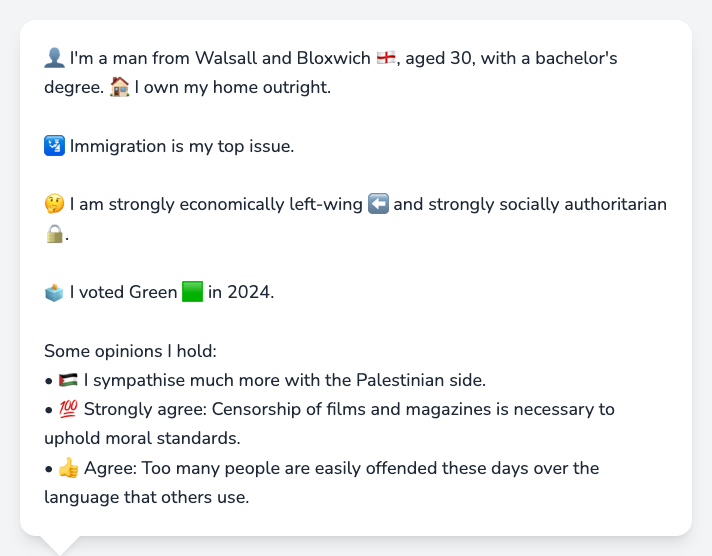 👤 I'm a man from Walsall and Bloxwich 🏴󠁧󠁢󠁥󠁮󠁧󠁿, aged 30, with a bachelor's
degree. 🏠 I own my home outright.
🛂 Immigration is my top issue.
🤔 I am strongly economically left-wing ⬅️ and strongly socially authoritarian
🔒.
🗳️ I voted Green 🟩 in 2024.
Some opinions I hold:
• 🇵🇸 I sympathise much more with the Palestinian side.
• 💯 Strongly agree: Censorship of films and magazines is necessary to
uphold moral standards.
• 👍 Agree: Too many people are easily offended these days over the
language that others use.